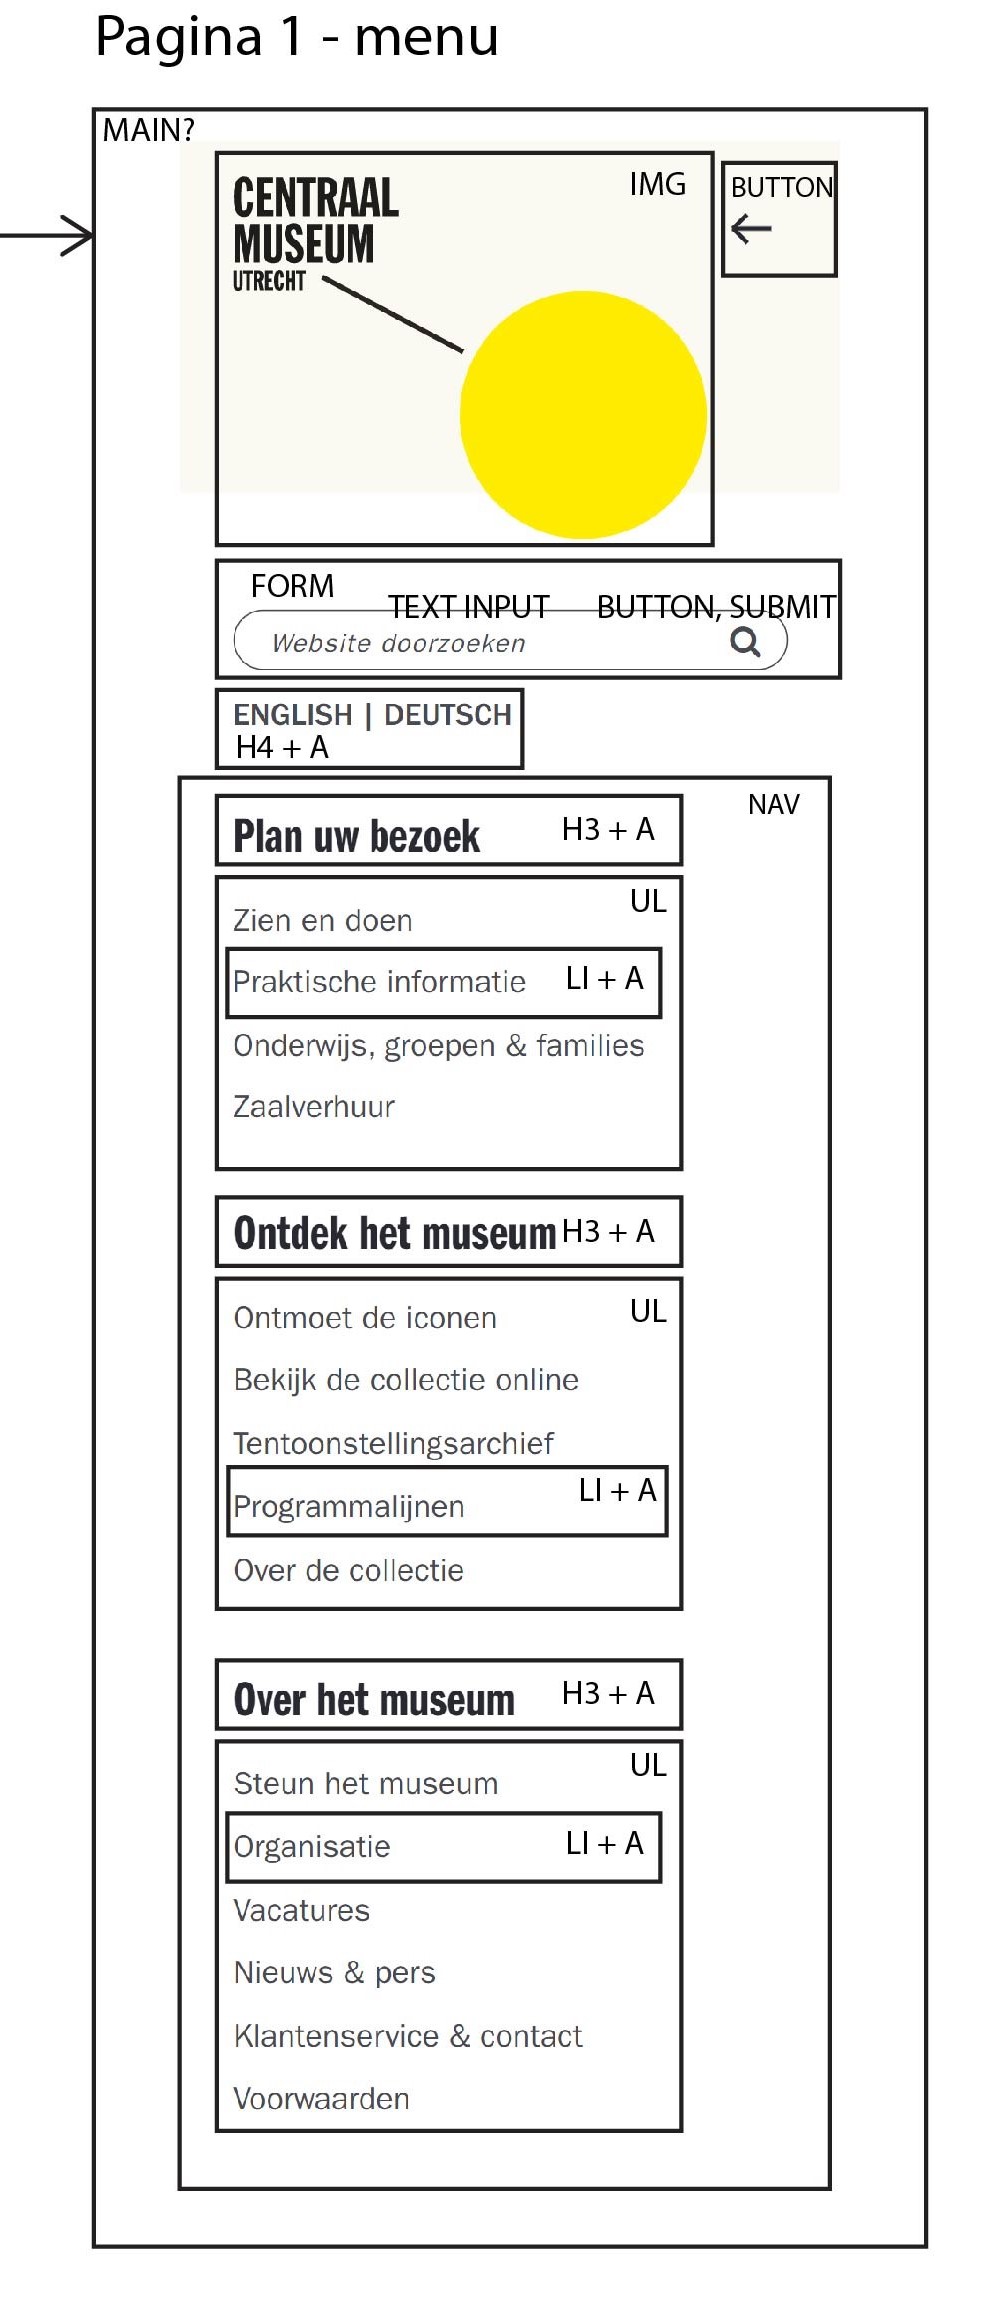 Pagina 1 - menu
MAIN?
CENTRAAL
MUSEUM
UTRECHT
IMG
BUTTON
FORM
TEXT INPUT
BUTTON, SUBMIT
Website doorzoeken
ENGLISH | DEUTSCH
H4 + A
NAV
Plan uw bezoek H3 + A
UL
Zien en doen
Praktische informatie LI + A
Onderwijs, groepen & families
Zaalverhuur
Ontdek het museum H3 + A
Ontmoet de iconen UL
Bekijk de collectie online
Tentoonstellingsarchief
Programmalijnen LI + A
Over de collectie
Over het museum H3 + A
UL
Steun het museum
Organisatie LI + A
Vacatures
Nieuws & pers
Klantenservice & contact
Voorwaarden